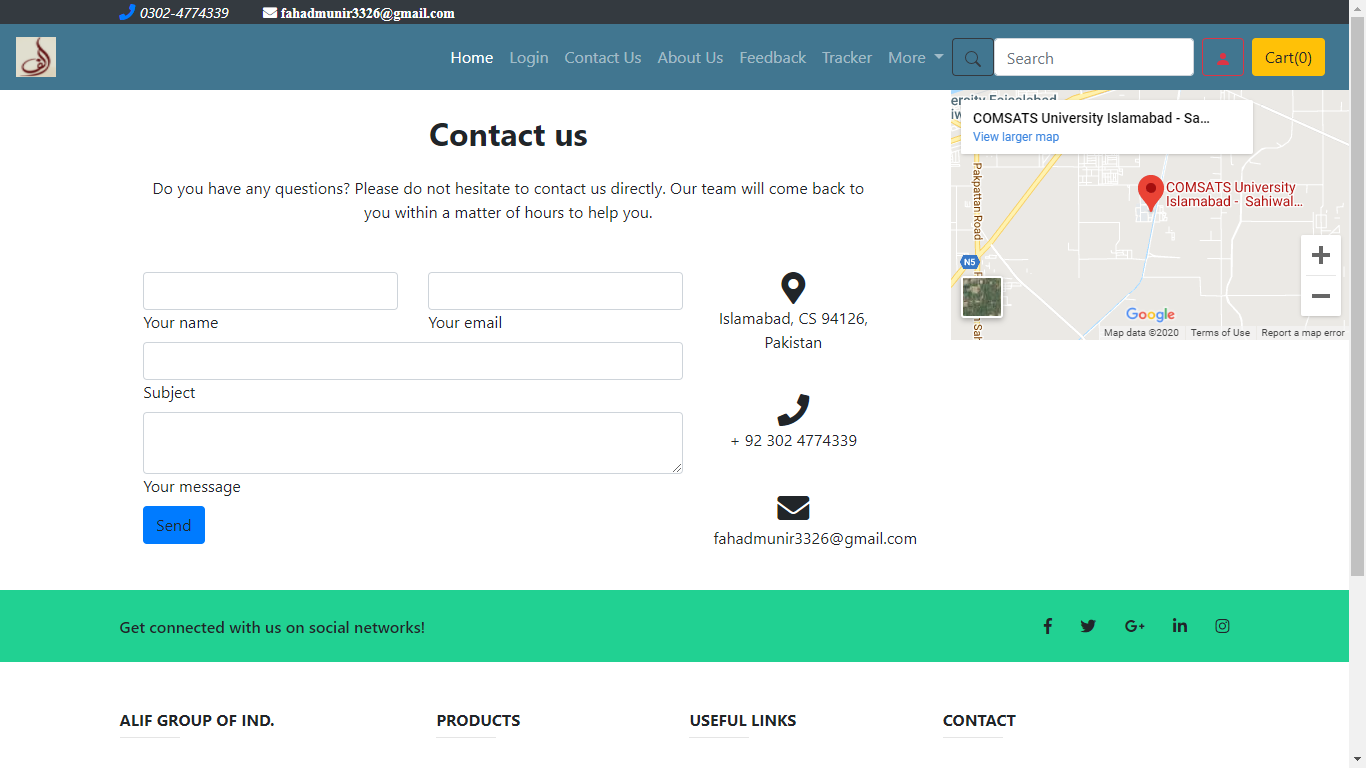 0302-4774339 fahadmunir3326@gmail.com
Home Login Contact Us About Us Feedback Tracker More Search Cart(0)
Contact us
Do you have any questions? Please do not hesitate to contact us directly. Our team will come back to
you within a matter of hours to help you.
Your name Your email
Subject
Your message
Send
Islamabad, CS 94126,
Pakistan
+ 92 302 4774339
fahadmunir3326@gmail.com
COMSATS University Islamabad - Sa...
View larger map
Pakpattan Road
COMSATS University
Islamabad - Sahiwal...
N5
Google
Map data ©2020 Terms of Use Report a map error
Get connected with us on social networks!
ALIF GROUP OF IND. PRODUCTS USEFUL LINKS CONTACT